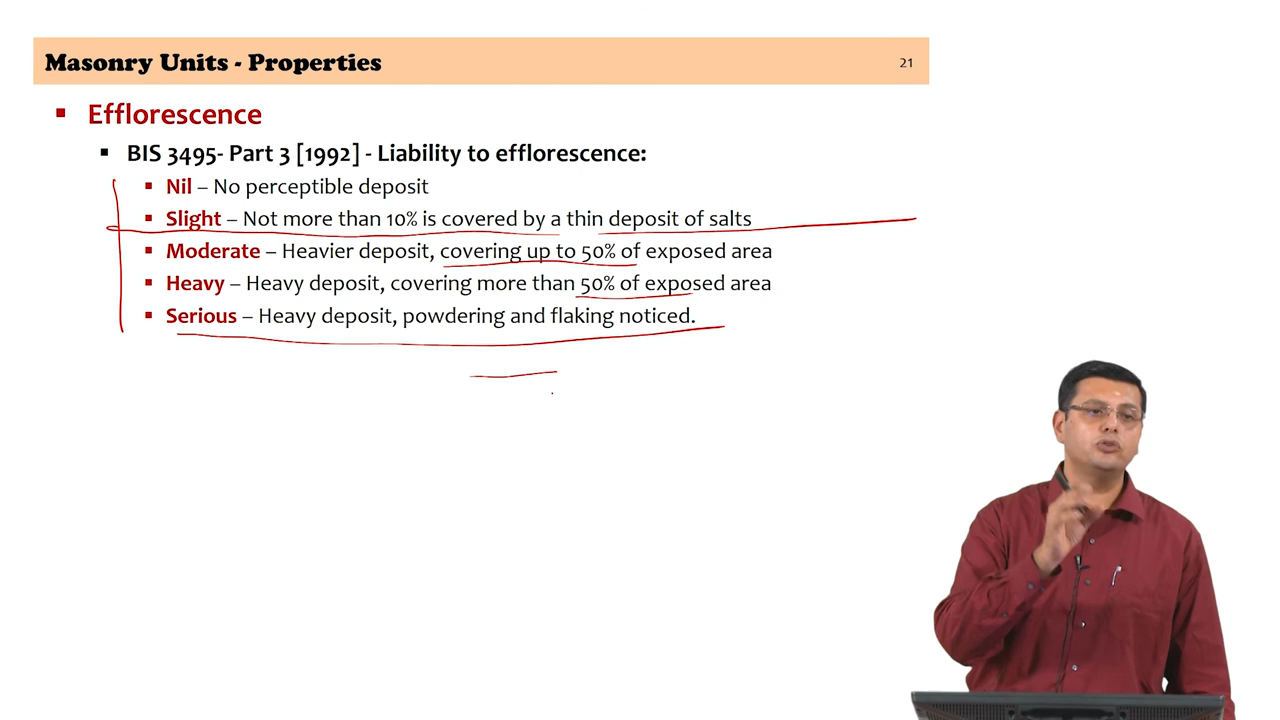 Masonry Units - Properties
21
▪ Efflorescence
▪ BIS 3495- Part 3 [1992] - Liability to efflorescence:
▪ Nil – No perceptible deposit
▪ Slight – Not more than 10% is covered by a thin deposit of salts
▪ Moderate – Heavier deposit, covering up to 50% of exposed area
▪ Heavy – Heavy deposit, covering more than 50% of exposed area
▪ Serious – Heavy deposit, powdering and flaking noticed.